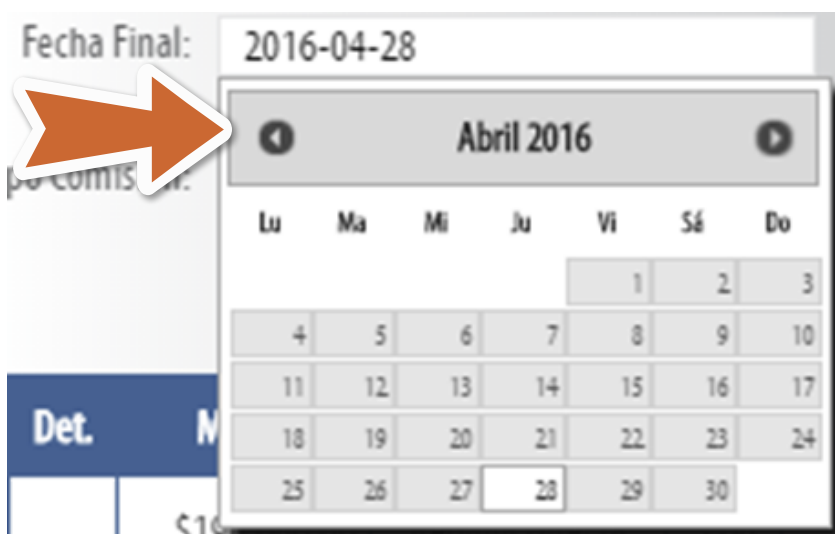 Fecha Final: 2016-04-28
Abril 2016
Lu Ma Mi Ju Vi Sá Do
1 2 3
4 5 6 7 8 9 10
11 12 13 14 15 16 17
18 19 20 21 22 23 24
Det.
25 26 27 28 29 30